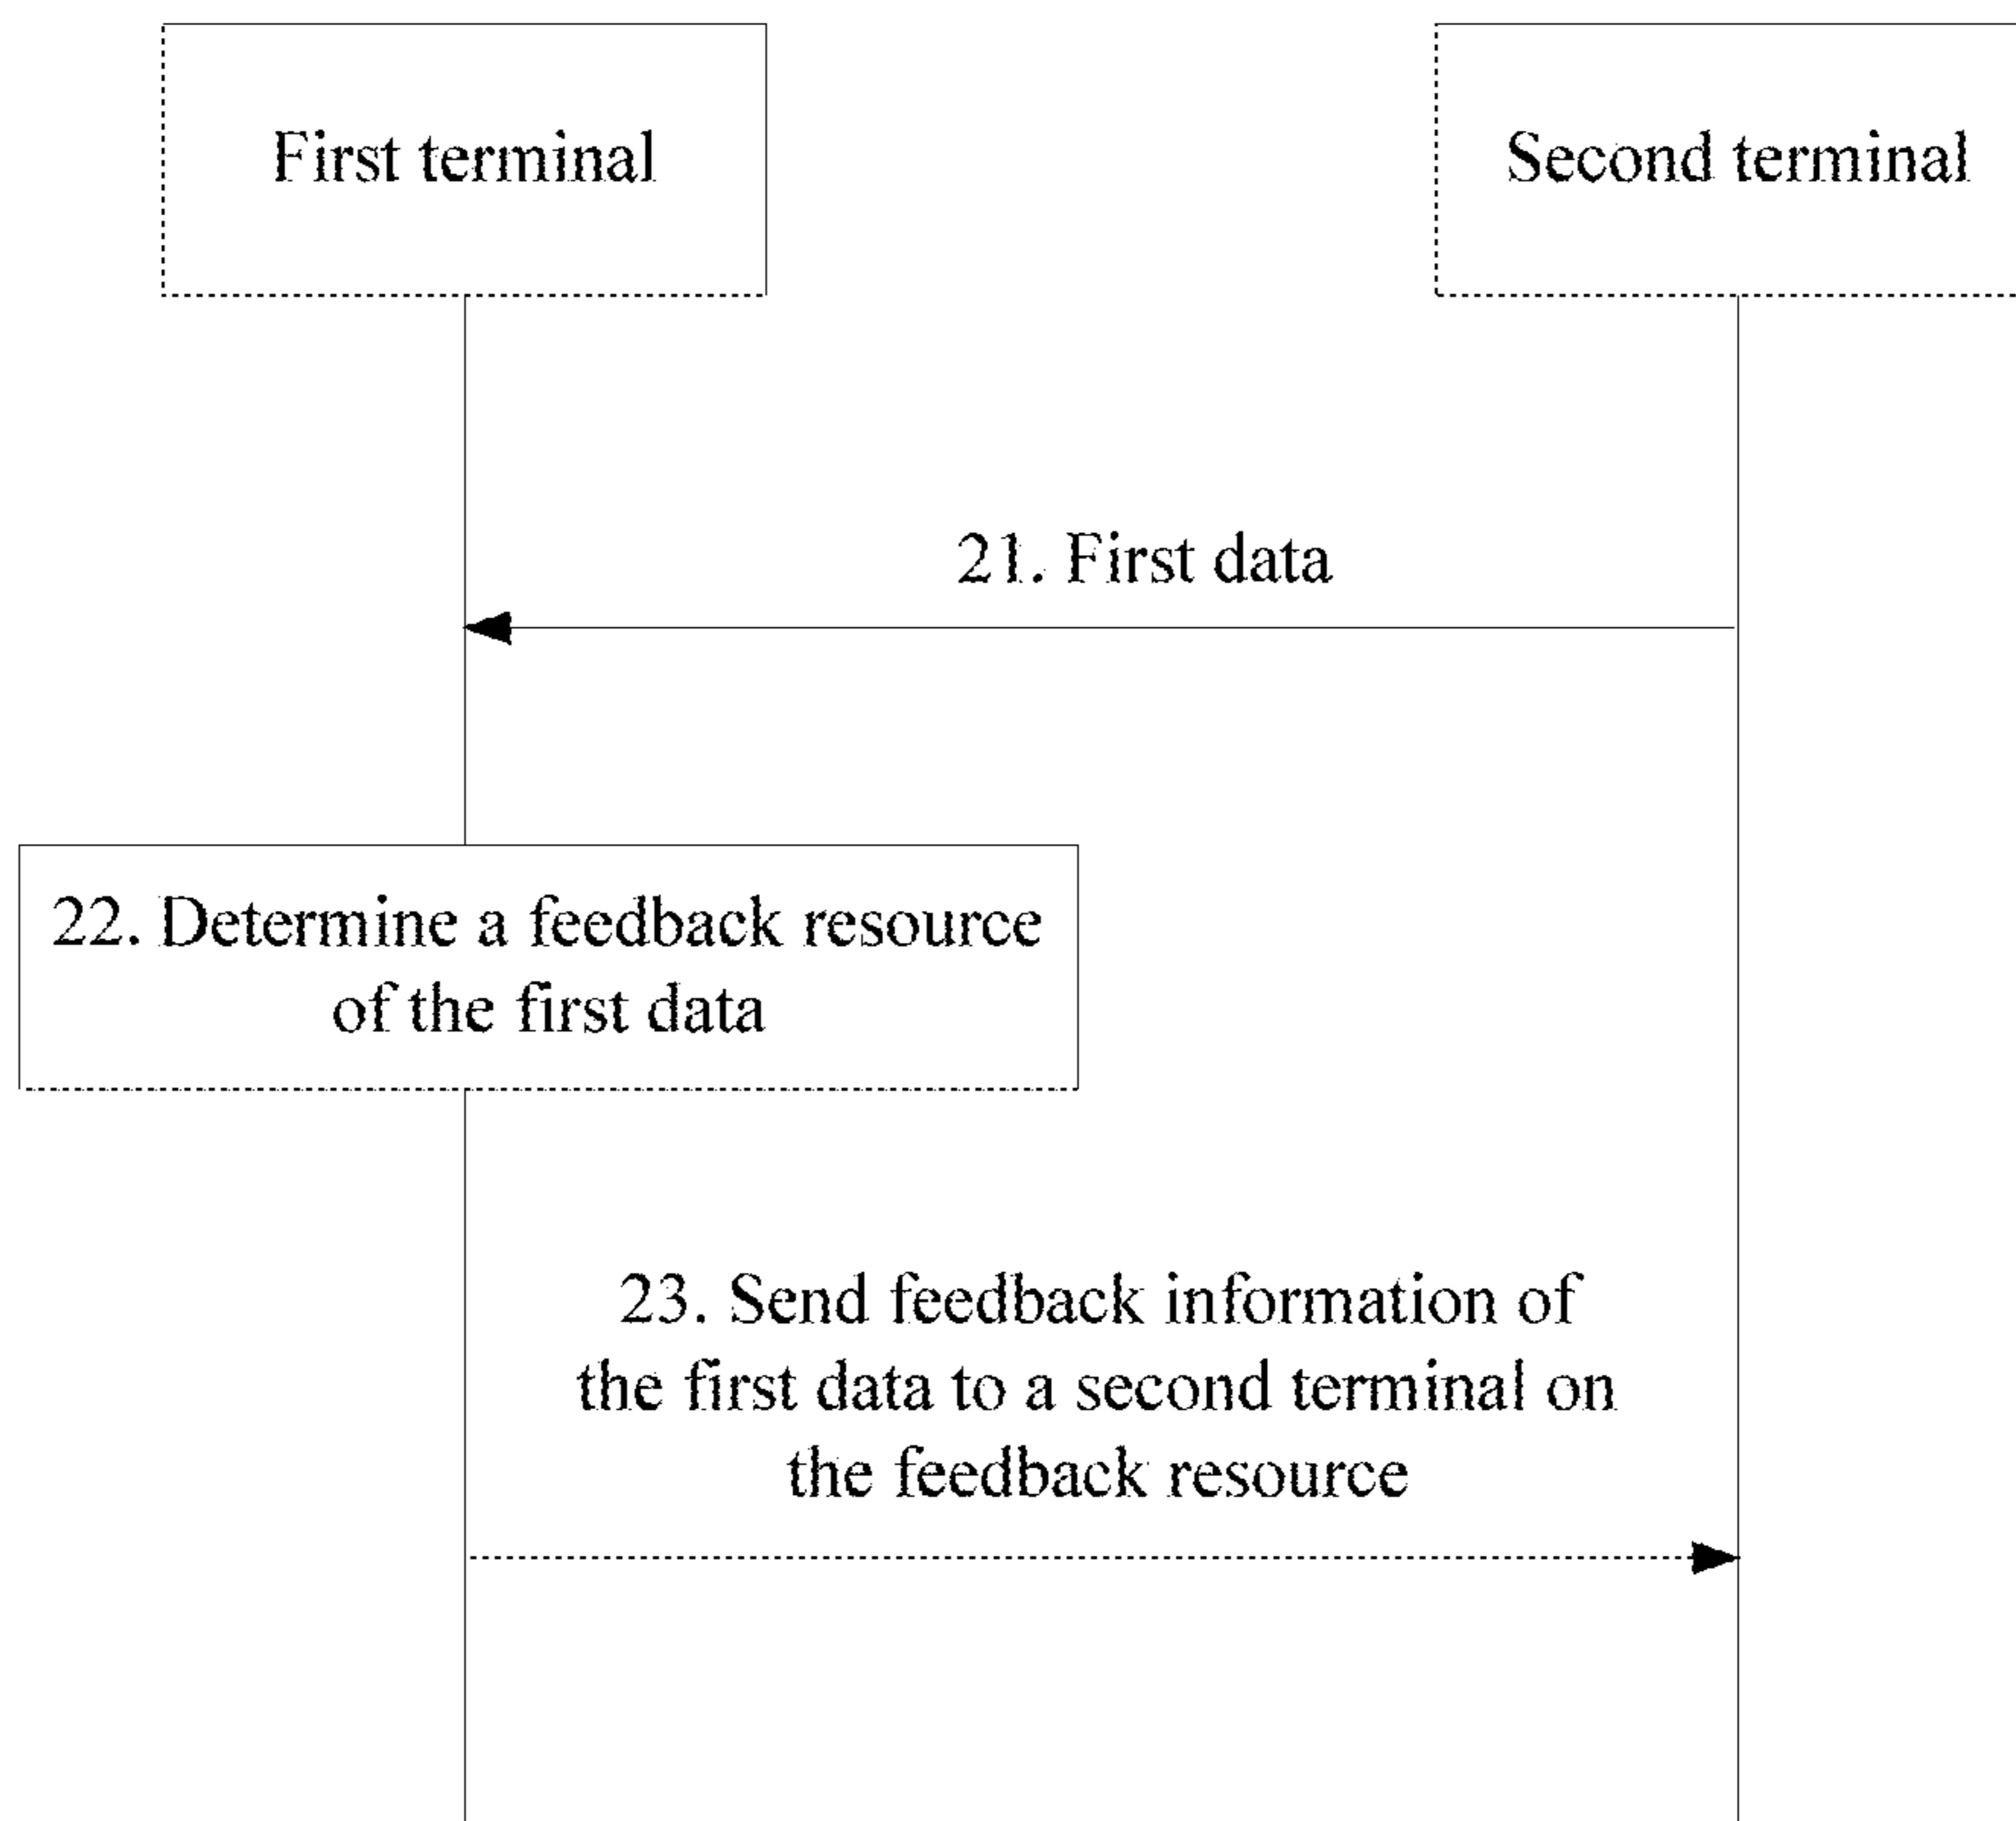 First terminal
Second terminal
21. First data
22. Determine a feedback resource
of the first data
23. Send feedback information of
the first data to a second terminal on
the feedback resource